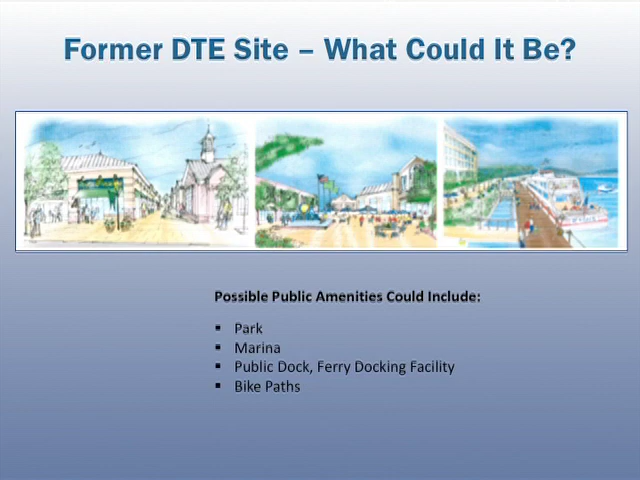 Former DTE Site – What Could It Be?
Possible Public Amenities Could Include:
▪ Park
▪ Marina
▪ Public Dock, Ferry Docking Facility
▪ Bike Paths